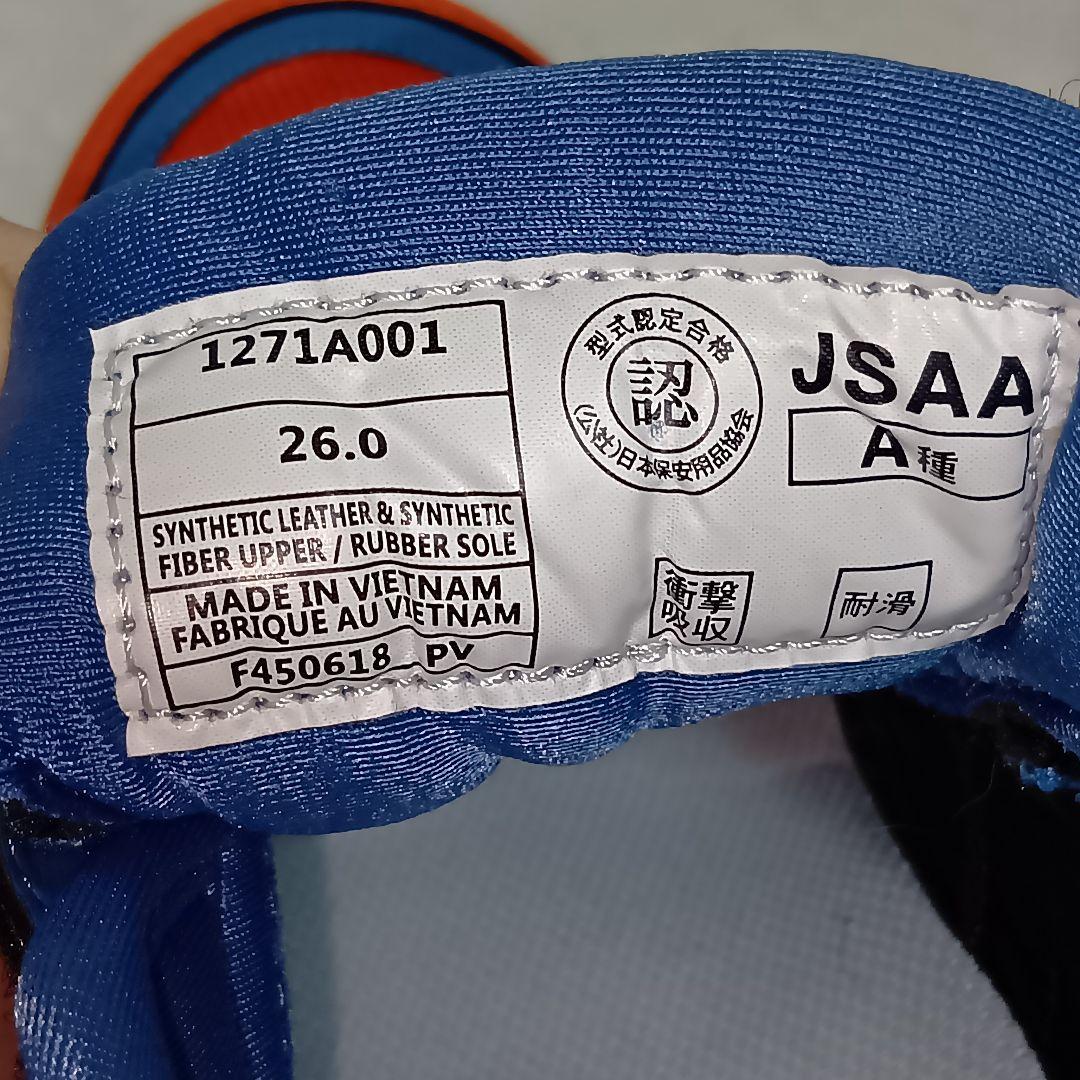 1271A001
26.0
SYNTHETIC LEATHER & SYNTHETIC
FIBER UPPER / RUBBER SOLE
MADE IN VIETNAM
FABRIQUE AU VIETNAM
F450618 PV
型式認定合格
認
(公社)日本保安用品協会
JSAA
A種
衝撃
吸収
耐滑